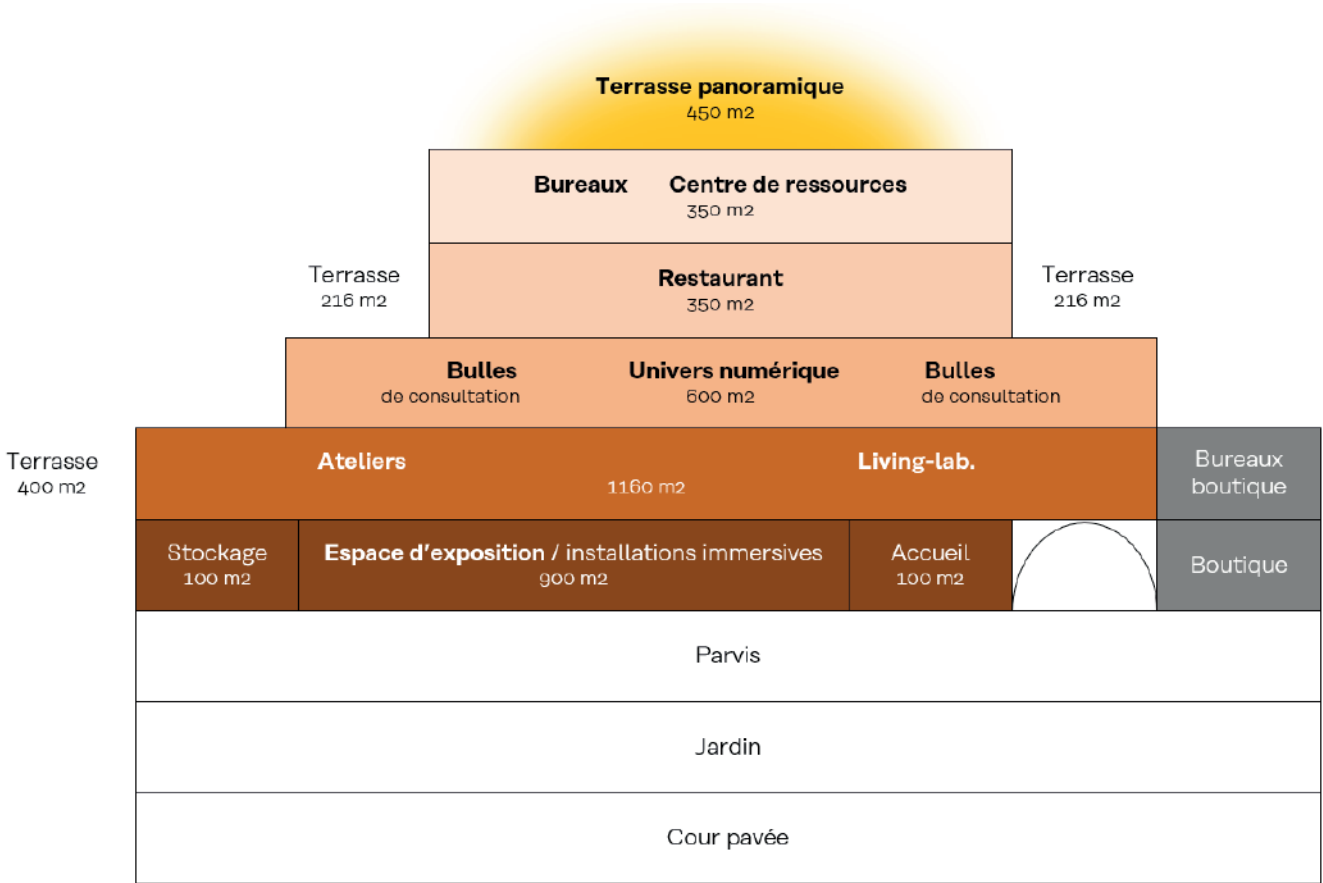 Terrasse panoramique
450 m2
Bureaux Centre de ressources
350 m2
Terrasse
216 m2
Restaurant
350 m2
Terrasse
216 m2
Bulles
de consultation
Univers numérique
600 m2
Bulles
de consultation
Terrasse
400 m2
Ateliers
Living-lab.
1160 m2
Bureaux
boutique
Stockage
100 m2
Espace d'exposition / installations immersives
900 m2
Accueil
100 m2
Boutique
Parvis
Jardin
Cour pavée